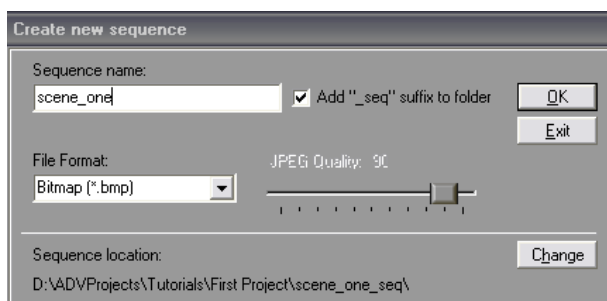 Create new sequence
Sequence name:
scene_one
Add "_seq" suffix to folder
OK
Exit
File Format:
JPEG Quality: 90
Bitmap (*.bmp)
Sequence location:
Change
D:\ADVProjects\Tutorials\First Project\scene_one_seq\